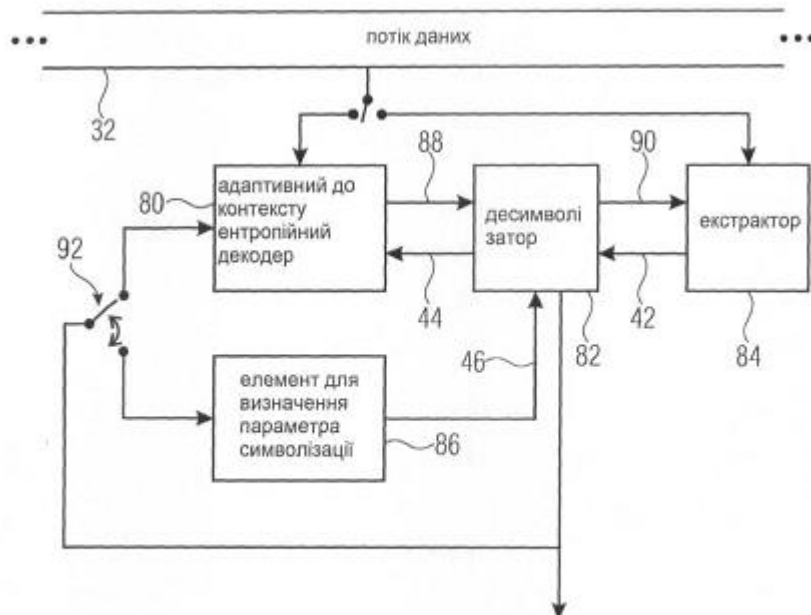 потік даних
32
88
90
80
адаптивний до
контексту
ентропійний
декодер
десимволі
затор
екстрактор
92
44
42
46
82
84
елемент для
визначення
параметра
символізації
86